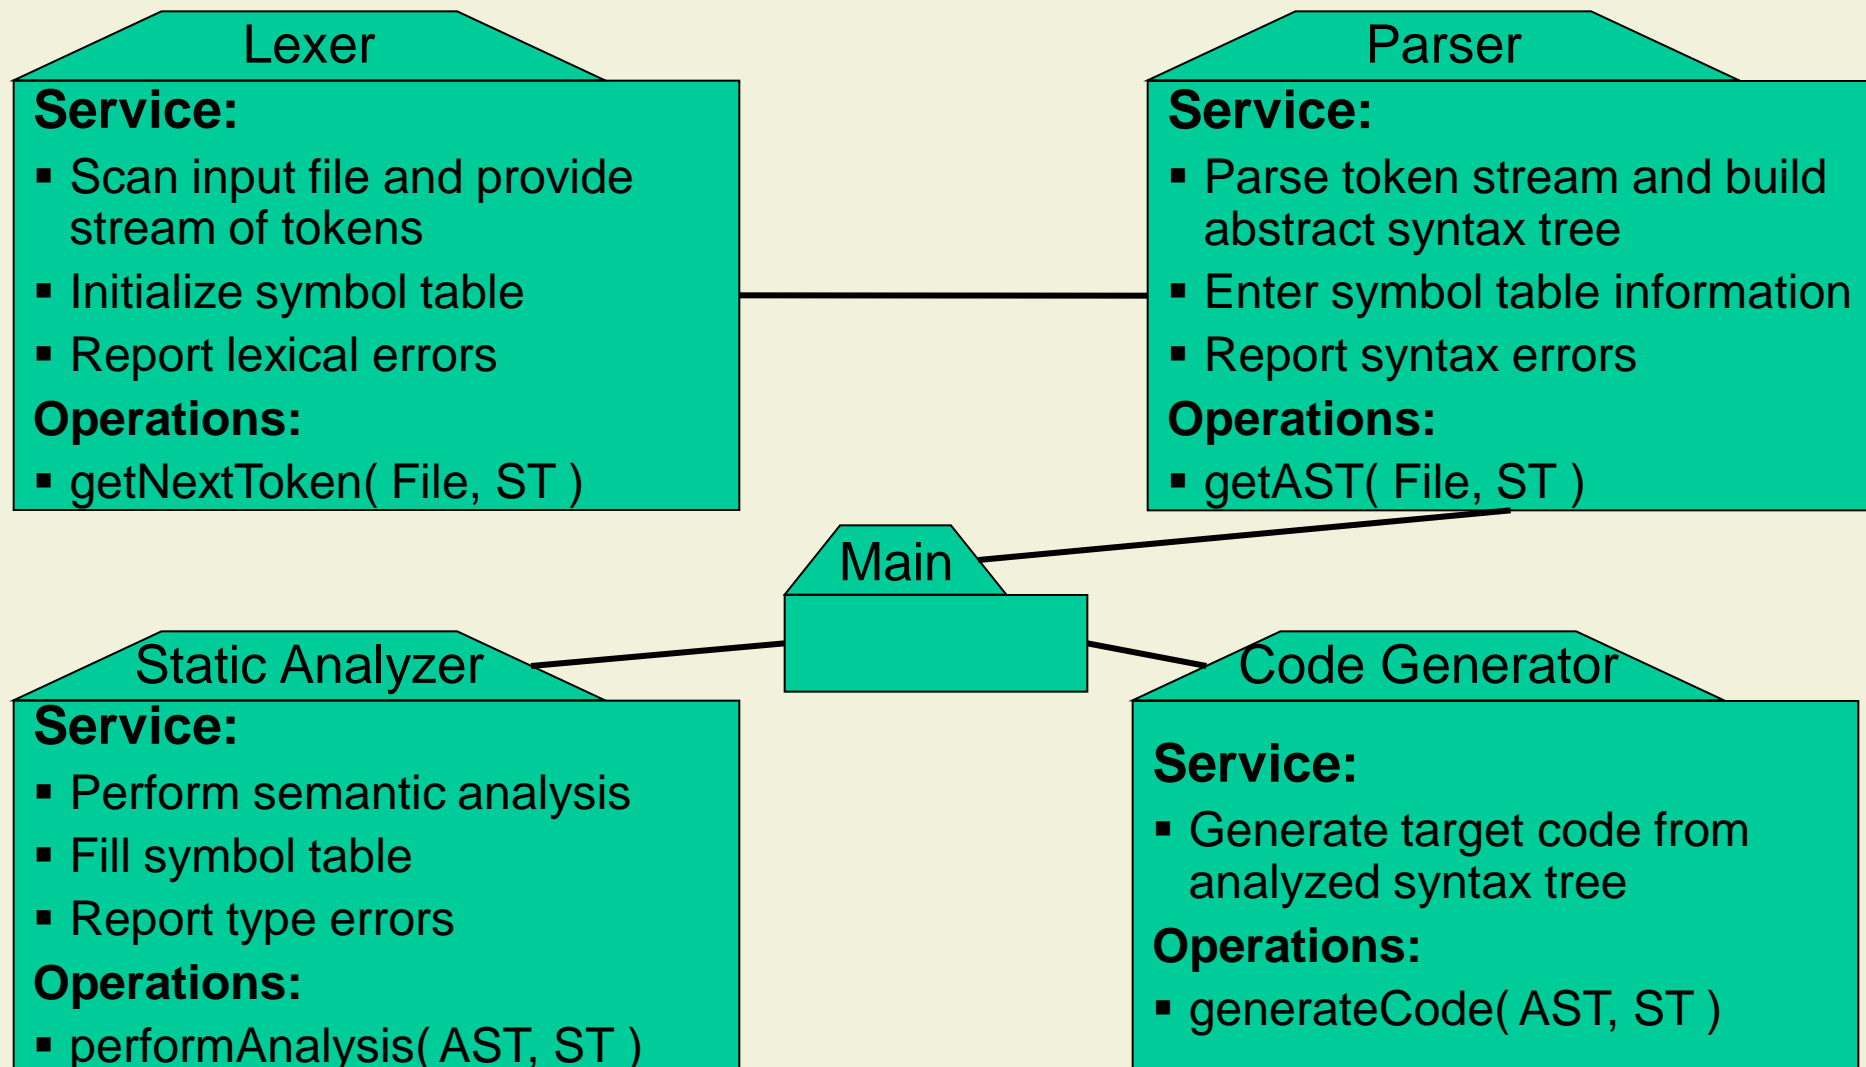 Lexer
Service:
▪ Scan input file and provide
stream of tokens
▪ Initialize symbol table
▪ Report lexical errors
Operations:
▪ getNextToken( File, ST )
Parser
Service:
▪ Parse token stream and build
abstract syntax tree
▪ Enter symbol table information
▪ Report syntax errors
Operations:
▪ getAST( File, ST )
Main
Static Analyzer
Service:
▪ Perform semantic analysis
▪ Fill symbol table
▪ Report type errors
Operations:
▪ performAnalysis( AST, ST )
Code Generator
Service:
▪ Generate target code from
analyzed syntax tree
Operations:
▪ generateCode( AST, ST )